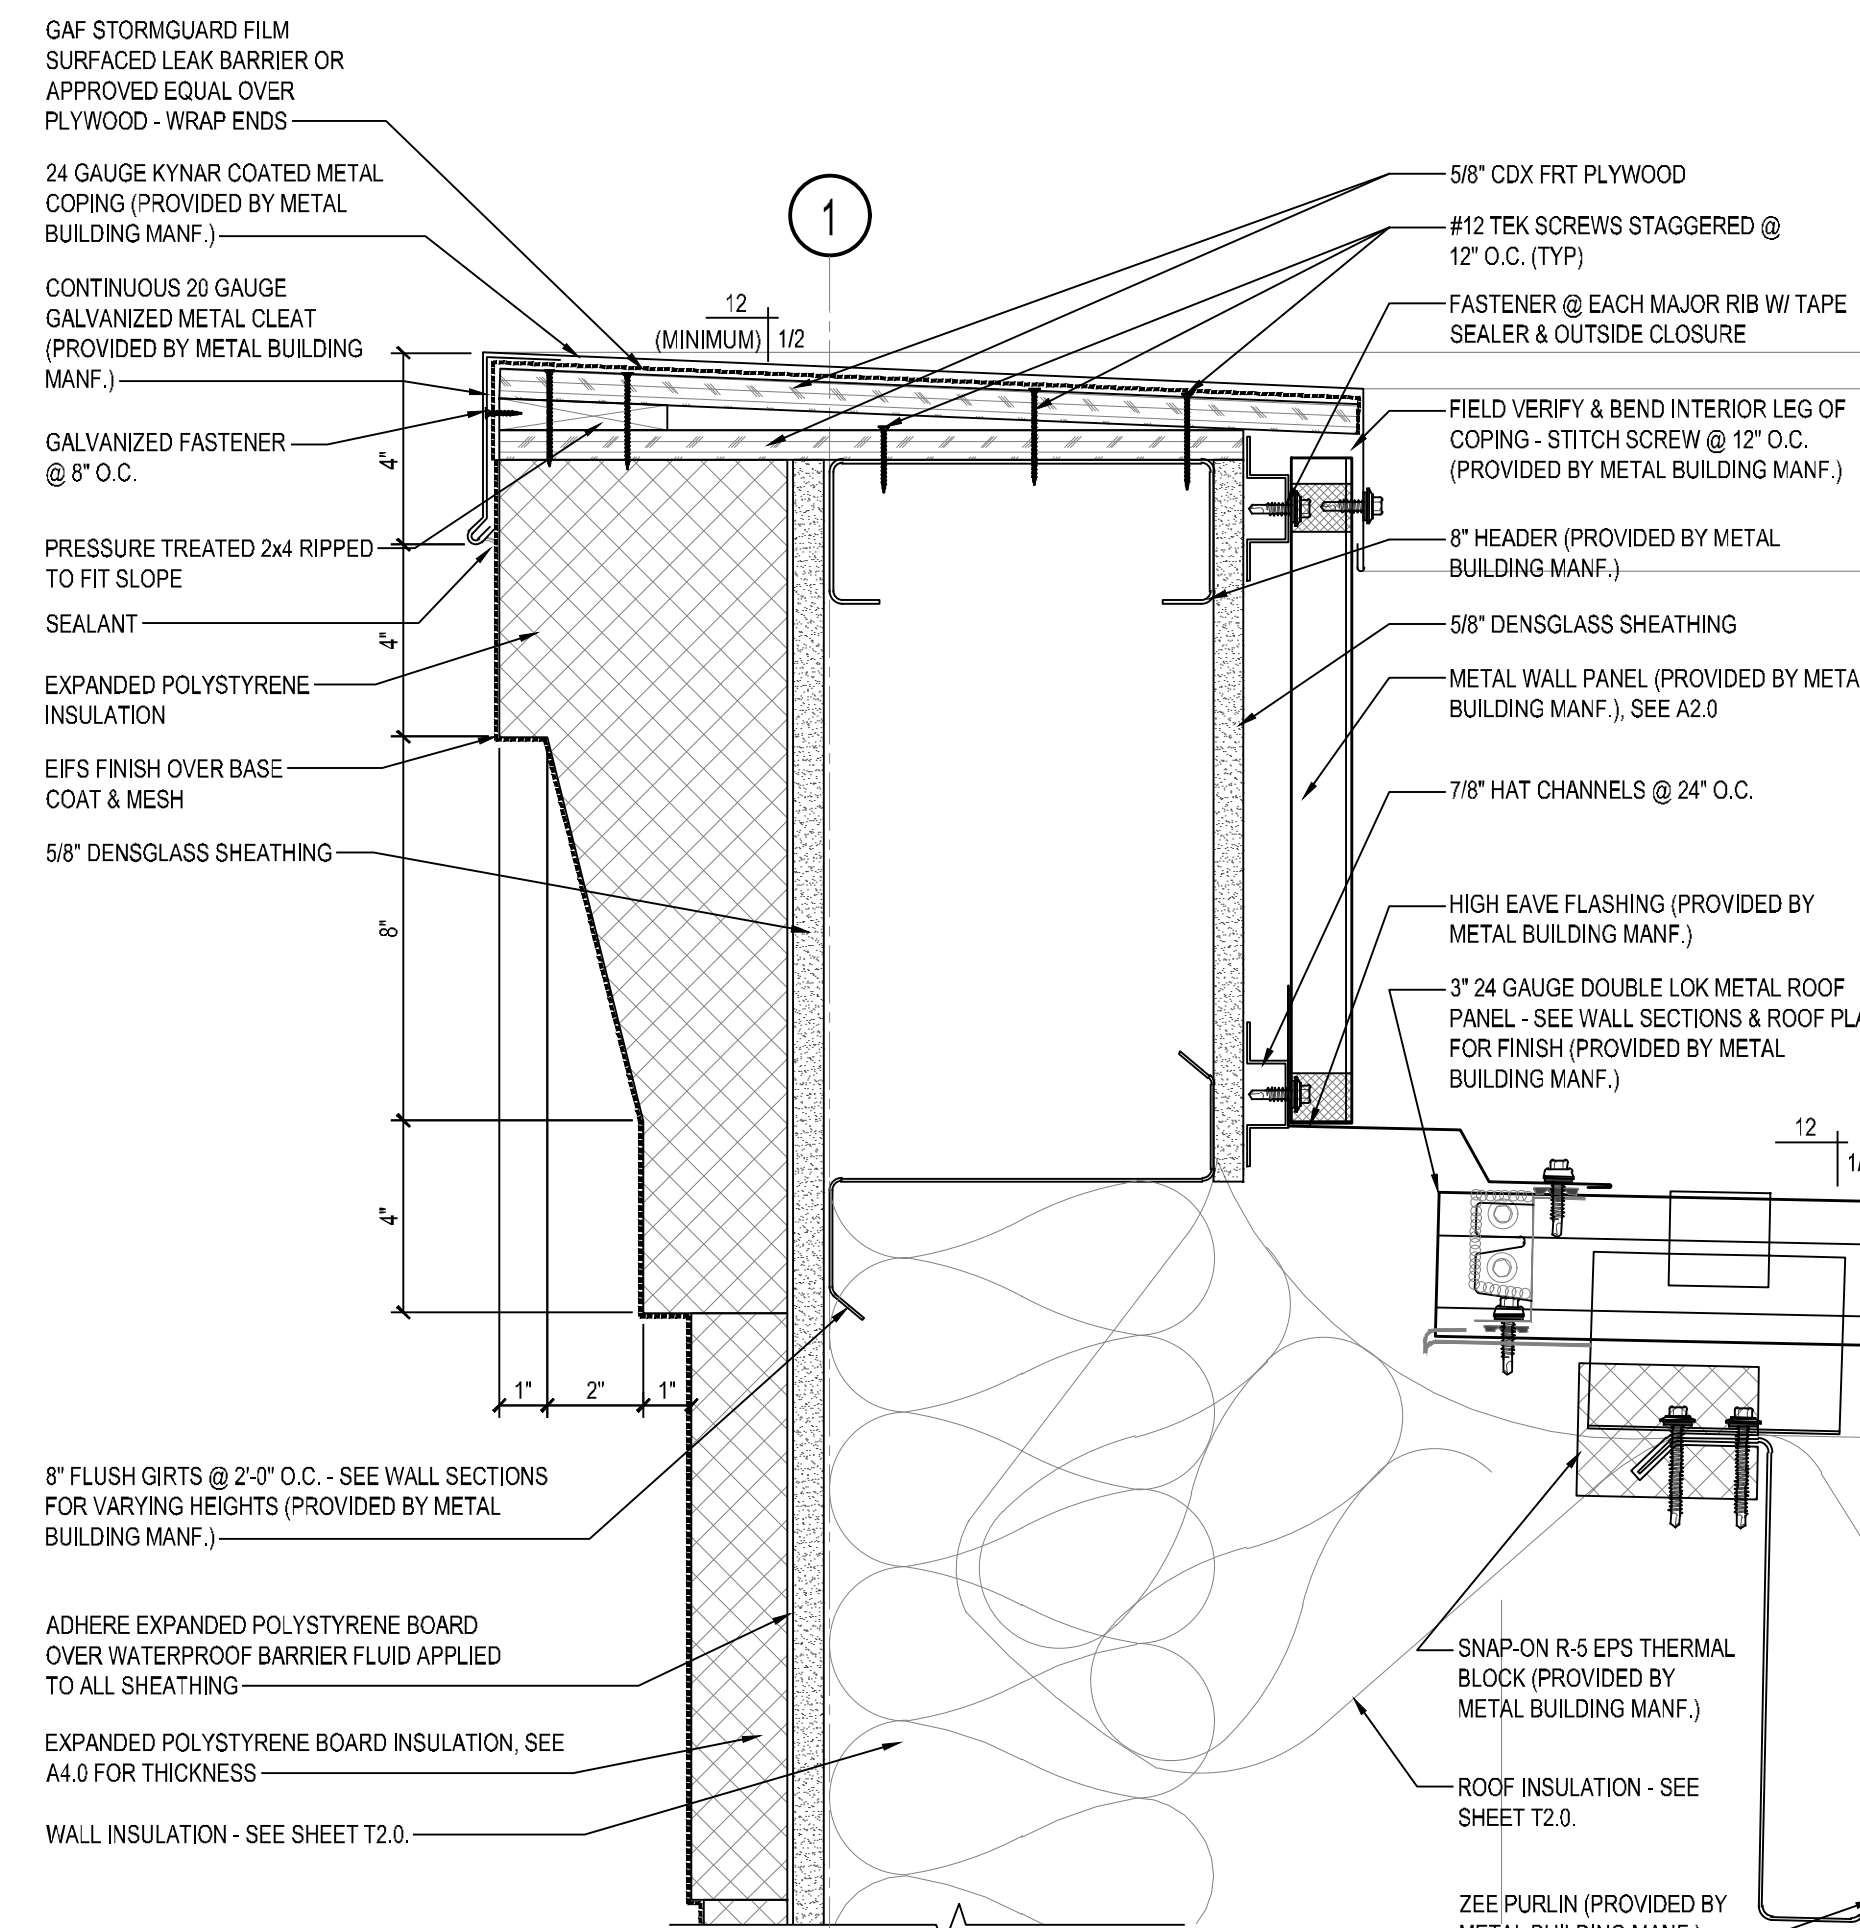 GAF STORMGUARD FILM
SURFACED LEAK BARRIER OR
APPROVED EQUAL OVER
PLYWOOD - WRAP ENDS
24 GAUGE KYNAR COATED METAL
COPING (PROVIDED BY METAL
BUILDING MANF.)
CONTINUOUS 20 GAUGE
GALVANIZED METAL CLEAT
(PROVIDED BY METAL BUILDING
MANF.)
GALVANIZED FASTENER
@ 8" O.C.
PRESSURE TREATED 2x4 RIPPED
TO FIT SLOPE
SEALANT
EXPANDED POLYSTYRENE
INSULATION
EIFS FINISH OVER BASE
COAT & MESH
5/8" DENSGLASS SHEATHING
8" FLUSH GIRTS @ 2'-0" O.C. - SEE WALL SECTIONS
FOR VARYING HEIGHTS (PROVIDED BY METAL
BUILDING MANF.)
ADHERE EXPANDED POLYSTYRENE BOARD
OVER WATERPROOF BARRIER FLUID APPLIED
TO ALL SHEATHING
EXPANDED POLYSTYRENE BOARD INSULATION, SEE
A4.0 FOR THICKNESS
WALL INSULATION - SEE SHEET T2.0.
4"
4"
8"
4"
1"
2"
1"
1
12
(MINIMUM)
1/2
5/8" CDX FRT PLYWOOD
#12 TEK SCREWS STAGGERED @
12" O.C. (TYP)
FASTENER @ EACH MAJOR RIB W/ TAPE
SEALER & OUTSIDE CLOSURE
FIELD VERIFY & BEND INTERIOR LEG OF
COPING - STITCH SCREW @ 12" O.C.
(PROVIDED BY METAL BUILDING MANF.)
8" HEADER (PROVIDED BY METAL
BUILDING MANF.)
5/8" DENSGLASS SHEATHING
METAL WALL PANEL (PROVIDED BY META
BUILDING MANF.), SEE A2.0
7/8" HAT CHANNELS @ 24" O.C.
HIGH EAVE FLASHING (PROVIDED BY
METAL BUILDING MANF.)
3" 24 GAUGE DOUBLE LOK METAL ROOF
PANEL - SEE WALL SECTIONS & ROOF PLA
FOR FINISH (PROVIDED BY METAL
BUILDING MANF.)
12
SNAP-ON R-5 EPS THERMAL
BLOCK (PROVIDED BY
METAL BUILDING MANF.)
ROOF INSULATION - SEE
SHEET T2.0.
ZEE PURLIN (PROVIDED BY
METAL BUILDING MANF.)